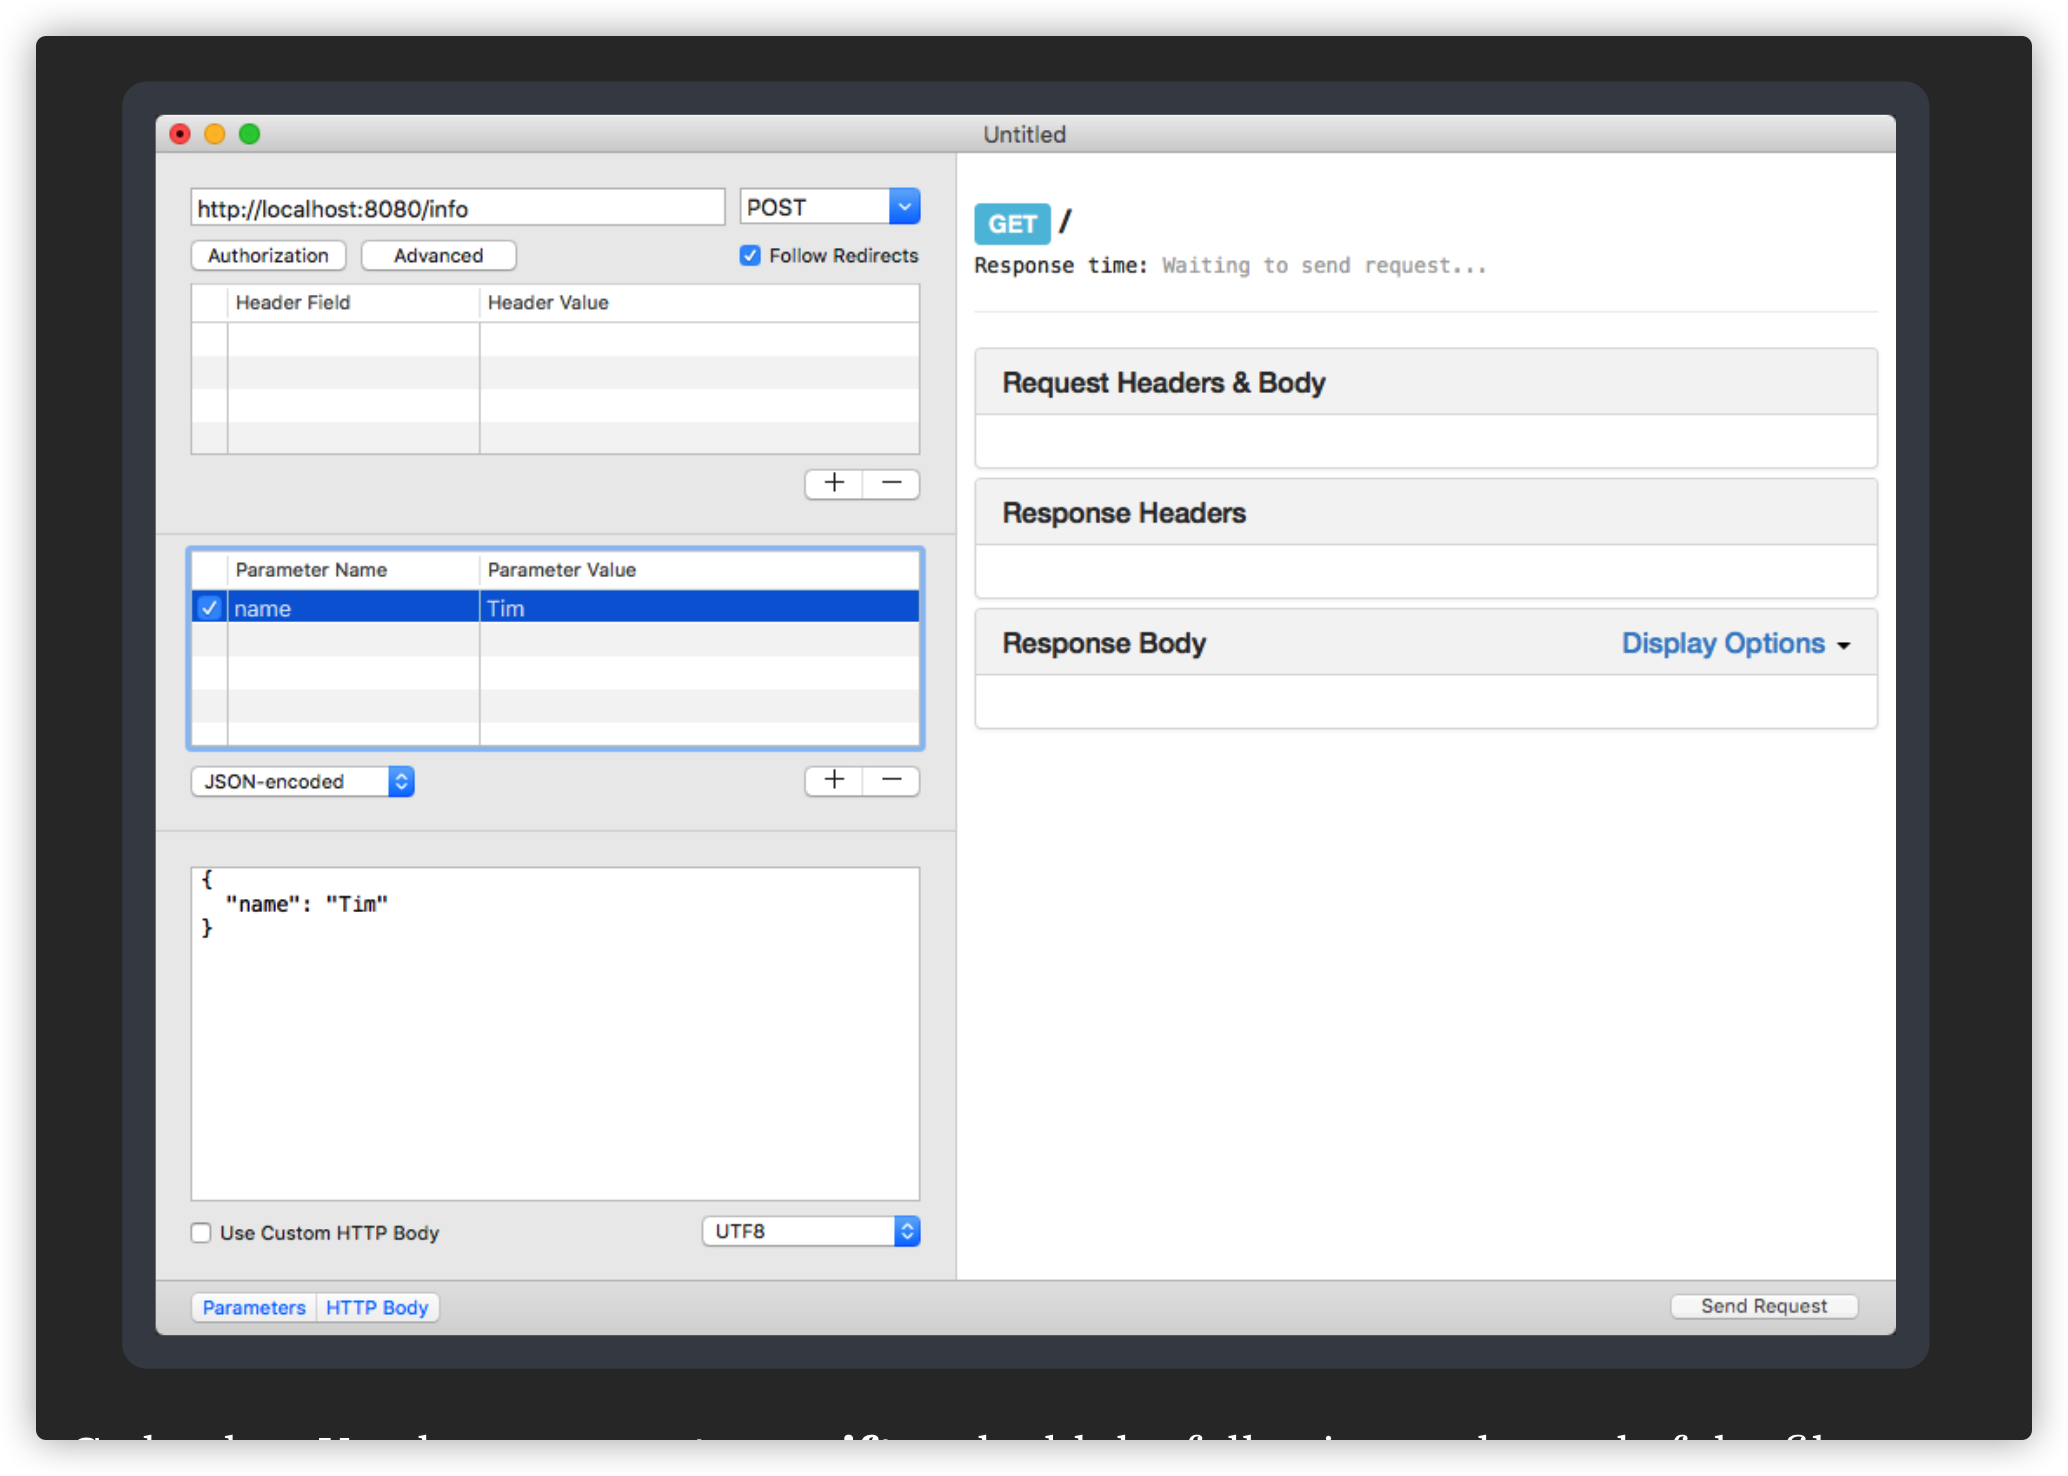 Untitled
http://localhost:8080/info
POST
Authorization
Advanced
Follow Redirects
Header Field
Header Value
Parameter Name
Parameter Value
name
Tim
JSON-encoded
{
"name": "Tim"
}
Use Custom HTTP Body
UTF8
Parameters
HTTP Body
GET /
Response time: Waiting to send request...
Request Headers & Body
Response Headers
Response Body
Display Options
Send Request